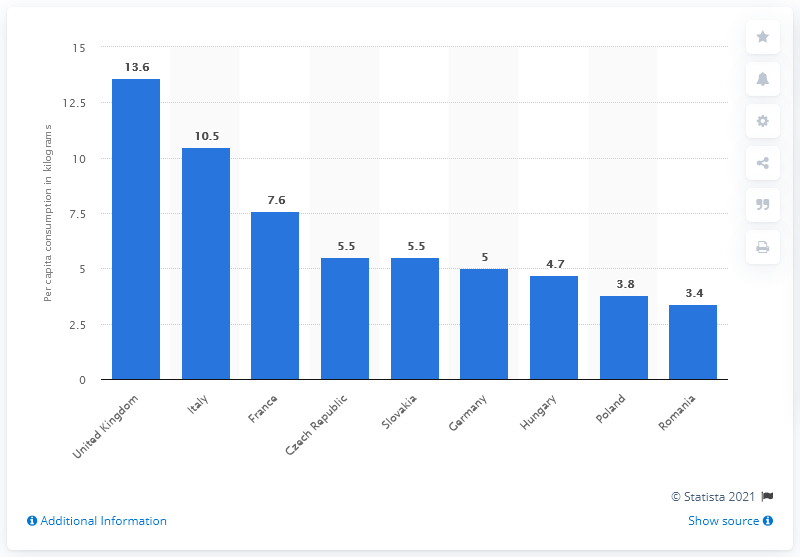 15
12.5
10
7.5
5
2.5
0
Per capita consumption in kilograms
13.6
10.5
7.6
5.5
5.5
5
4.7
3.8
3.4
United Kingdom
Italy
France
Czech Republic
Slovakia
Germany
Hungary
Poland
Romania
© Statista 2021
Additional Information
Show source